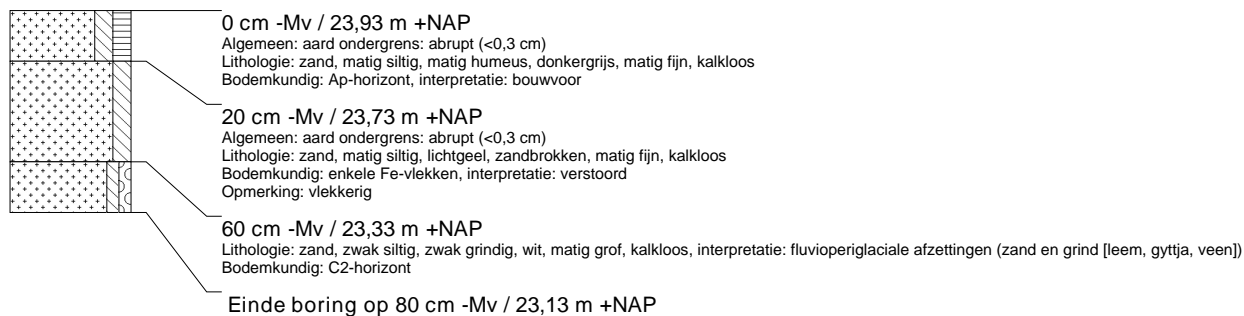 0 cm -Mv / 23,93 m +NAP
Algemeen: aard ondergrens: abrupt (<0,3 cm)
Lithologie: zand, matig siltig, matig humeus, donkergrijs, matig fijn, kalkloos
Bodemkundig: Ap-horizont, interpretatie: bouwvoor
20 cm -Mv / 23,73 m +NAP
Algemeen: aard ondergrens: abrupt (<0,3 cm)
Lithologie: zand, matig siltig, lichtgeel, zandbrokken, matig fijn, kalkloos
Bodemkundig: enkele Fe-vlekken, interpretatie: verstoord
Opmerking: vlekkerig
60 cm -Mv / 23,33 m +NAP
Lithologie: zand, zwak siltig, zwak grindig, wit, matig grof, kalkloos, interpretatie: fluvioperiglaciale afzettingen (zand en grind [leem, gyttja, veen])
Bodemkundig: C2-horizont
Einde boring op 80 cm -Mv / 23,13 m +NAP